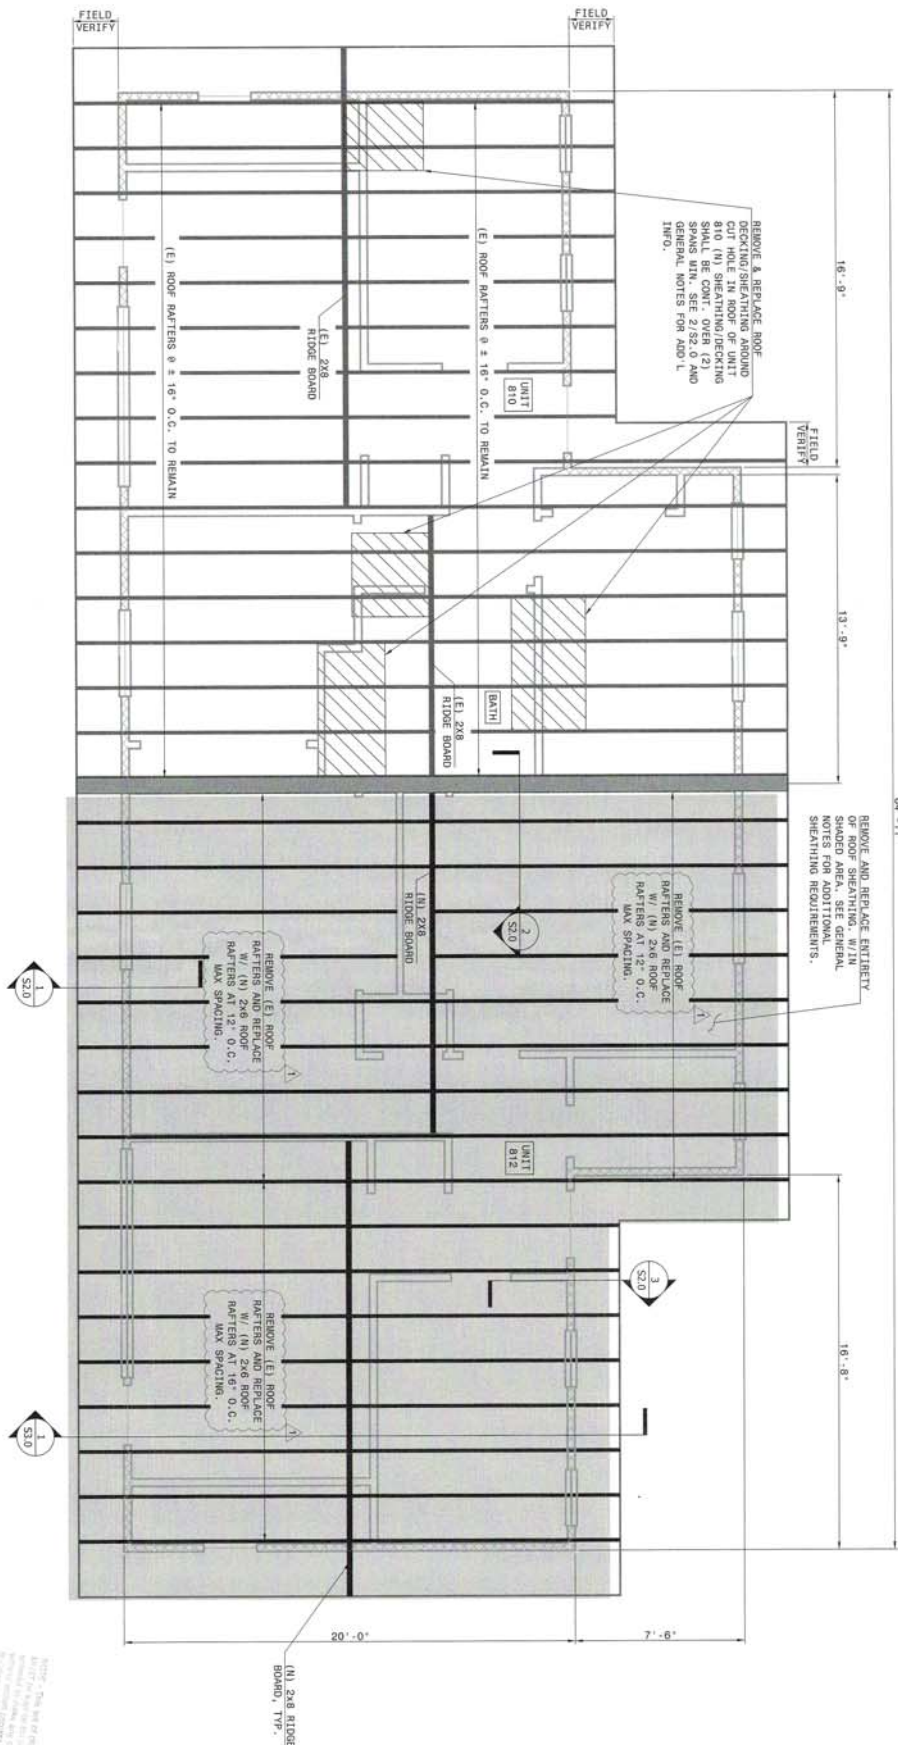 FIELD
VERIFY
FIELD
VERIFY
16'-9"
REMOVE & REPLACE ROOF
DECKING/SHEATHING AROUND
CUT HOLE IN ROOF OF UNIT
810 (N) SHEATHING/DECKING
SHALL BE CONT. OVER (2)
SPANS MIN. SEE 2/S2.0 AND
GENERAL NOTES FOR ADD'L
INFO.
(E) ROOF RAFTERS @ ± 16" O.C. TO REMAIN
(E) 2X8
RIDGE BOARD
(E) ROOF RAFTERS @ ± 16" O.C. TO REMAIN
UNIT
810
FIELD
VERIFY
13'-9"
BATH
(E) 2X8
RIDGE BOARD
REMOVE AND REPLACE ENTIRETY
OF ROOF SHEATHING. W/IN
SHADED AREA. SEE GENERAL
NOTES FOR ADDITIONAL
SHEATHING REQUIREMENTS.
REMOVE (E) ROOF
RAFTERS AND REPLACE
W/ (N) 2x6 ROOF
RAFTERS AT 12" O.C.
MAX SPACING.
1
(N) 2X8
RIDGE BOARD
2
S2.0
REMOVE (E) ROOF
RAFTERS AND REPLACE
W/ (N) 2x6 ROOF
RAFTERS AT 12" O.C.
MAX SPACING.
1
1
S2.0
UNIT
812
3
S2.0
16'-8"
REMOVE (E) ROOF
RAFTERS AND REPLACE
W/ (N) 2x6 ROOF
RAFTERS AT 16" O.C.
MAX SPACING.
1
1
S3.0
20'-0"
7'-6"
(N) 2x8 RIDGE
BOARD, TYP.